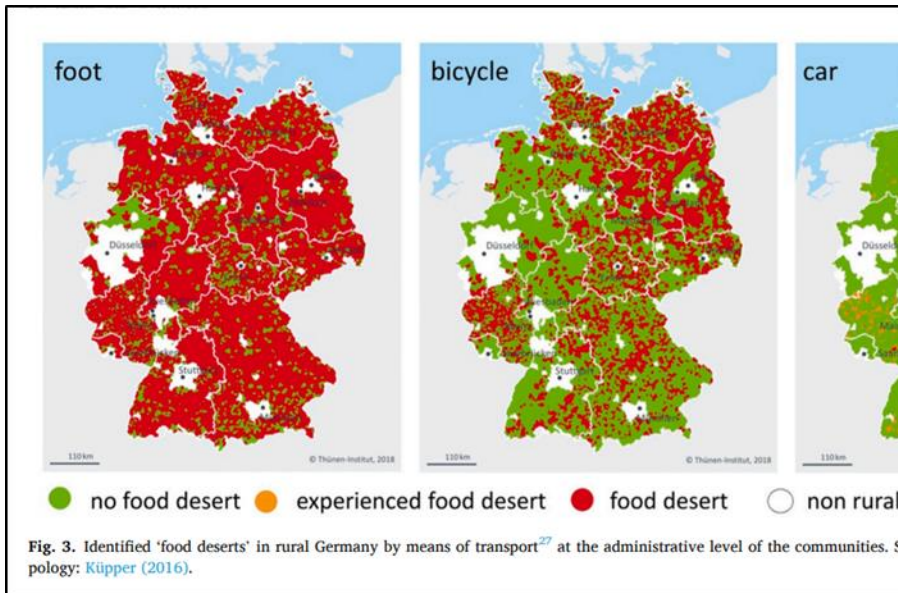 foot
bicycle
car
Düsseldorf
Stuttgart
Düsseldorf
Stuttgart
Düsseld
110 km
© Thünen-Institut, 2018
110 km
© Thünen-Institut, 2018
110 km
no food desert experienced food desert food desert non rural
Fig. 3. Identified ‘food deserts’ in rural Germany by means of transport27 at the administrative level of the communities. S
pology: Küpper (2016).